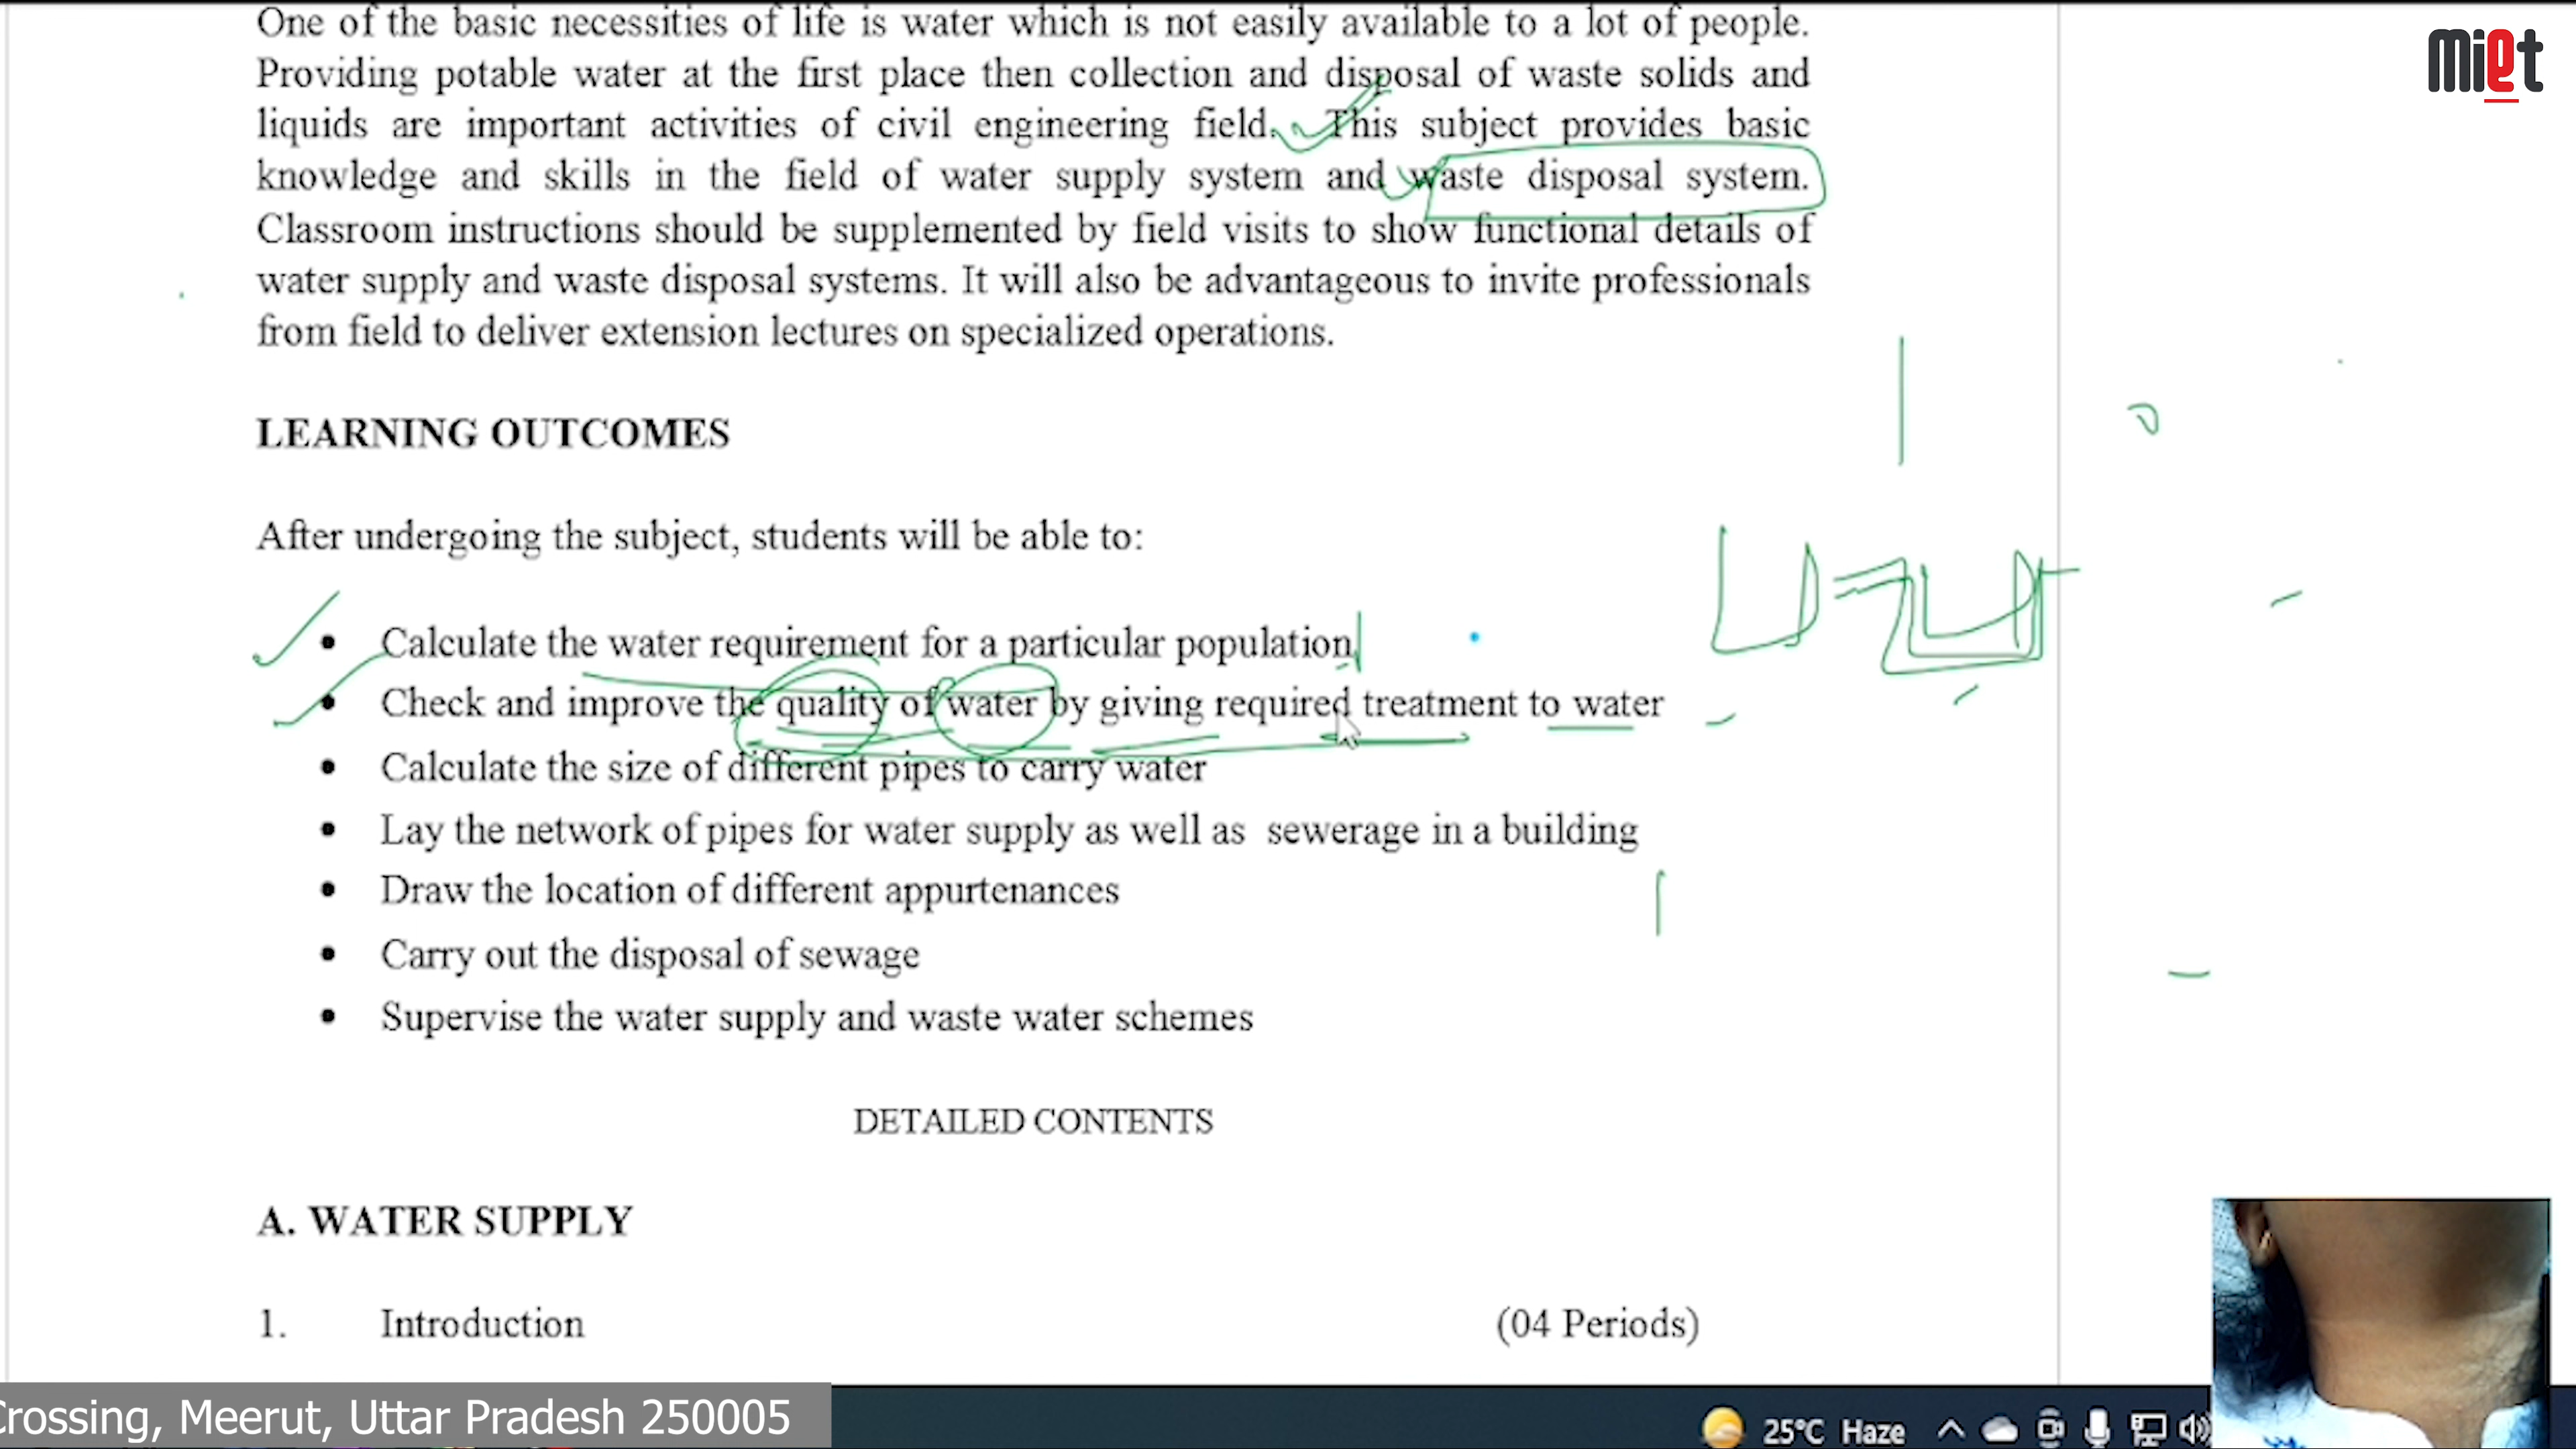 One of the basic necessities of life is water which is not easily available to a lot of people.
Providing potable water at the first place then collection and disposal of waste solids and
liquids are important activities of civil engineering field. This subject provides basic
knowledge and skills in the field of water supply system and waste disposal system.
Classroom instructions should be supplemented by field visits to show functional details of
water supply and waste disposal systems. It will also be advantageous to invite professionals
from field to deliver extension lectures on specialized operations.
miet
LEARNING OUTCOMES
After undergoing the subject, students will be able to:
• Calculate the water requirement for a particular population
• Check and improve the quality of water by giving required treatment to water
• Calculate the size of different pipes to carry water
• Lay the network of pipes for water supply as well as sewerage in a building
• Draw the location of different appurtenances
• Carry out the disposal of sewage
• Supervise the water supply and waste water schemes
DETAILED CONTENTS
A. WATER SUPPLY
1. Introduction (04 Periods)
Crossing, Meerut, Uttar Pradesh 250005
25°C Haze